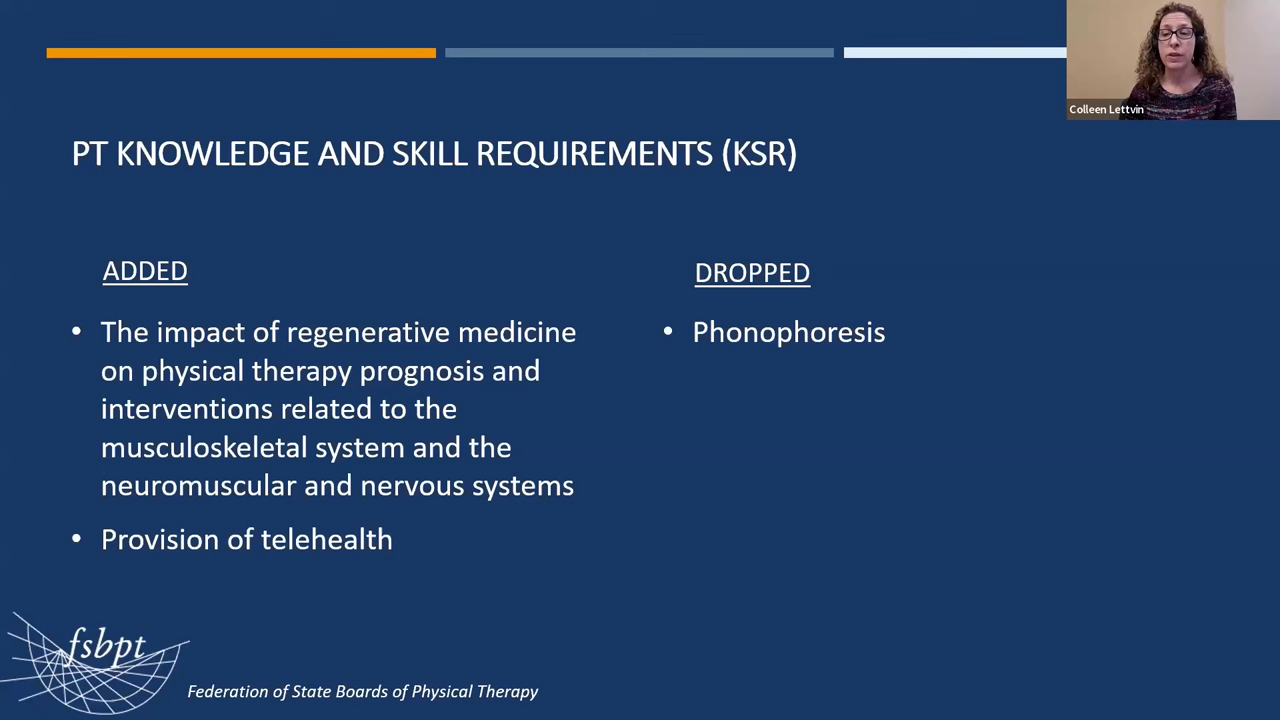 Colleen Lettvin
PT KNOWLEDGE AND SKILL REQUIREMENTS (KSR)
ADDED
• The impact of regenerative medicine
on physical therapy prognosis and
interventions related to the
musculoskeletal system and the
neuromuscular and nervous systems
• Provision of telehealth
DROPPED
• Phonophoresis
fsbpt
Federation of State Boards of Physical Therapy